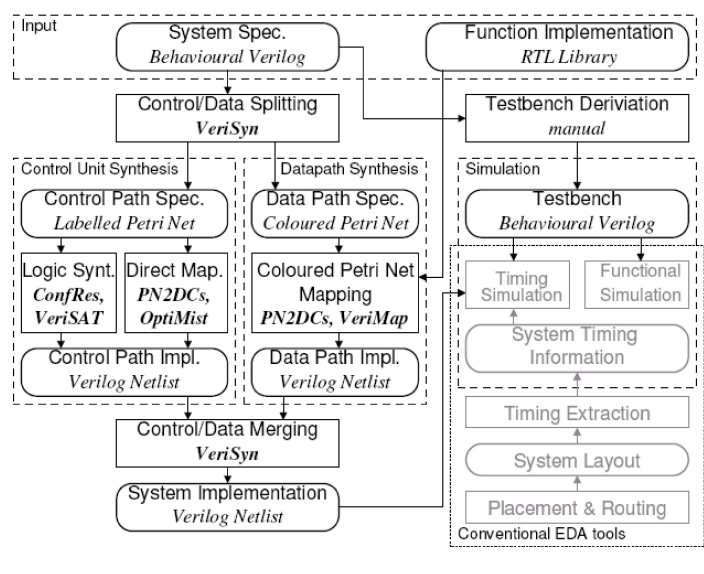 Input
System Spec.
Behavioural Verilog
Function Implementation
RTL Library
Control/Data Splitting
VeriSyn
Testbench Deriviation
manual
Control Unit Synthesis
Datapath Synthesis
Simulation
Control Path Spec.
Labelled Petri Net
Data Path Spec.
Coloured Petri Net
Testbench
Behavioural Verilog
Logic Synt.
ConfRes,
VeriSAT
Direct Map.
PN2DCs,
OptiMist
Coloured Petri Net
Mapping
PN2DCs, VeriMap
Timing
Simulation
Functional
Simulation
System Timing
Information
Control Path Impl.
Verilog Netlist
Data Path Impl.
Verilog Netlist
Timing Extraction
Control/Data Merging
VeriSyn
System Layout
System Implementation
Verilog Netlist
Placement & Routing
Conventional EDA tools